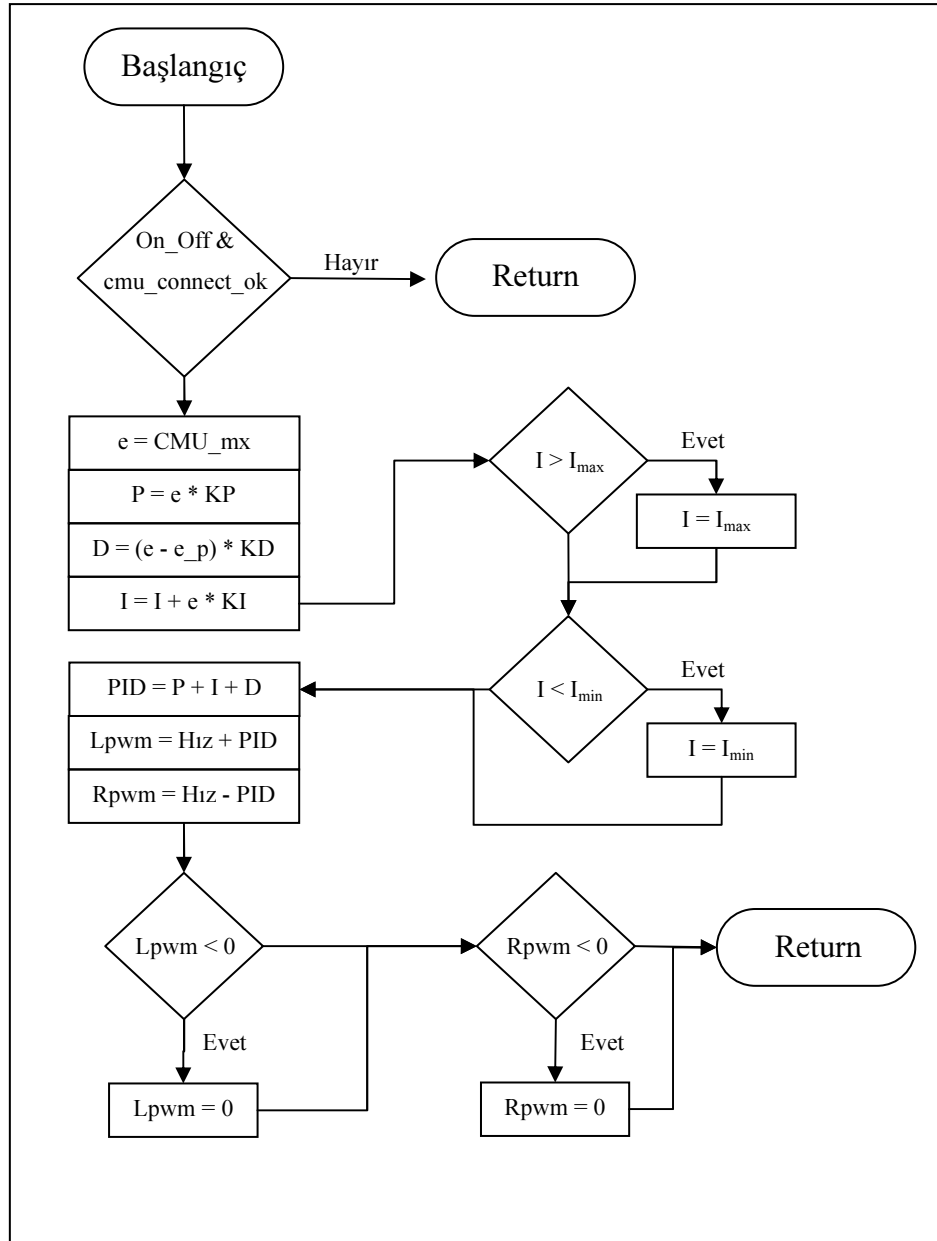 Başlangıç
On_Off &
cmu_connect_ok
Hayır
Return
e = CMU_mx
P = e * KP
D = (e - e_p) * KD
I = I + e * KI
I > Imax
Evet
I = Imax
I < Imin
Evet
I = Imin
PID = P + I + D
Lpwm = Hız + PID
Rpwm = Hız - PID
Lpwm < 0
Evet
Lpwm = 0
Rpwm < 0
Evet
Rpwm = 0
Return